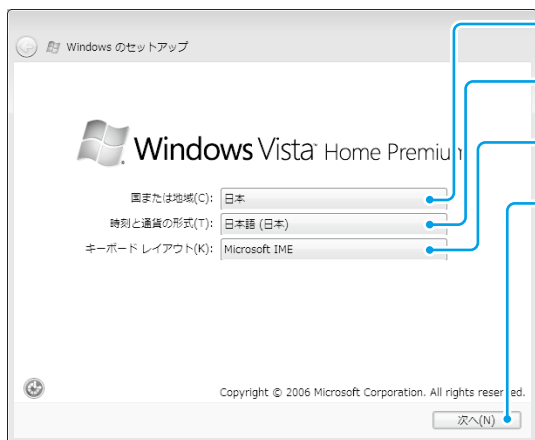 Windows のセットアップ
Windows Vista™ Home Premium
国または地域(C): 日本
時刻と通貨の形式(T): 日本語 (日本)
キーボード レイアウト(K): Microsoft IME
Copyright © 2006 Microsoft Corporation. All rights reserved.
次へ(N)